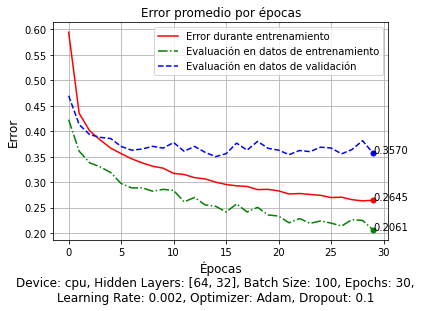 Error promedio por épocas
Error durante entrenamiento
Evaluación en datos de entrenamiento
Evaluación en datos de validación
Error
0.60
0.55
0.50
0.45
0.40
0.35
0.30
0.25
0.20
0.3570
0.2645
0.2061
0 5 10 15 20 25 30
Épocas
Device: cpu, Hidden Layers: [64, 32], Batch Size: 100, Epochs: 30,
Learning Rate: 0.002, Optimizer: Adam, Dropout: 0.1